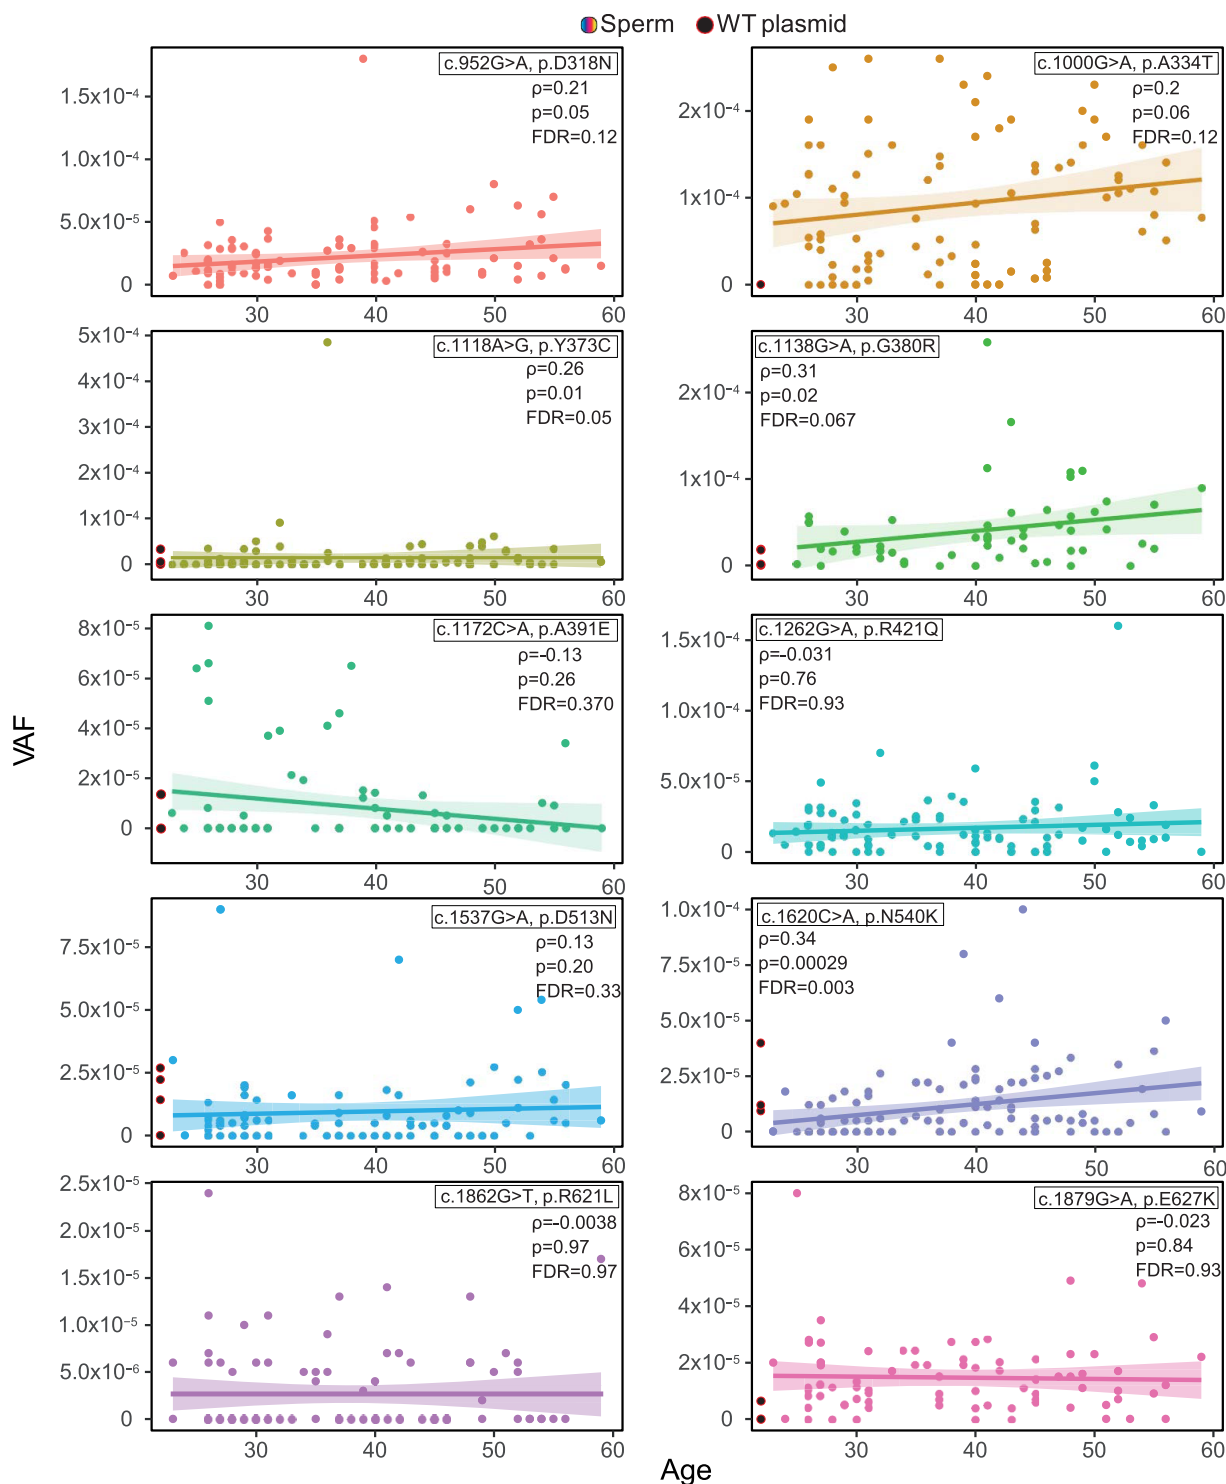 Sperm WT plasmid
c.952G>A, p.D318N
ρ=0.21
p=0.05
FDR=0.12
1.5x10⁻⁴
1.0x10⁻⁴
5.0x10⁻⁵
0
30 40 50 60
c.1000G>A, p.A334T
ρ=0.2
p=0.06
FDR=0.12
2x10⁻⁴
1x10⁻⁴
0
30 40 50 60
c.1118A>G, p.Y373C
ρ=0.26
p=0.01
FDR=0.05
5x10⁻⁴
4x10⁻⁴
3x10⁻⁴
2x10⁻⁴
1x10⁻⁴
0
30 40 50 60
c.1138G>A, p.G380R
ρ=0.31
p=0.02
FDR=0.067
2x10⁻⁴
1x10⁻⁴
0
30 40 50 60
c.1172C>A, p.A391E
ρ=-0.13
p=0.26
FDR=0.370
8x10⁻⁵
6x10⁻⁵
4x10⁻⁵
2x10⁻⁵
0
30 40 50 60
c.1262G>A, p.R421Q
ρ=-0.031
p=0.76
FDR=0.93
1.5x10⁻⁴
1.0x10⁻⁴
5.0x10⁻⁵
0
30 40 50 60
VAF
c.1537G>A, p.D513N
ρ=0.13
p=0.20
FDR=0.33
7.5x10⁻⁵
5.0x10⁻⁵
2.5x10⁻⁵
0
30 40 50 60
c.1620C>A, p.N540K
ρ=0.34
p=0.00029
FDR=0.003
1.0x10⁻⁴
7.5x10⁻⁵
5.0x10⁻⁵
2.5x10⁻⁵
0
30 40 50 60
c.1862G>T, p.R621L
ρ=-0.0038
p=0.97
FDR=0.97
2.5x10⁻⁵
2.0x10⁻⁵
1.5x10⁻⁵
1.0x10⁻⁵
5.0x10⁻⁶
0
30 40 50 60
c.1879G>A, p.E627K
ρ=-0.023
p=0.84
FDR=0.93
8x10⁻⁵
6x10⁻⁵
4x10⁻⁵
2x10⁻⁵
0
30 40 50 60
Age